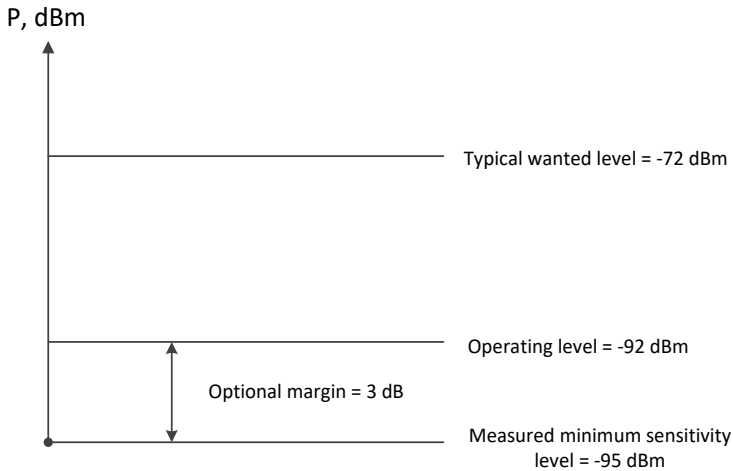 P, dBm
Typical wanted level = -72 dBm
Operating level = -92 dBm
Optional margin = 3 dB
Measured minimum sensitivity
level = -95 dBm